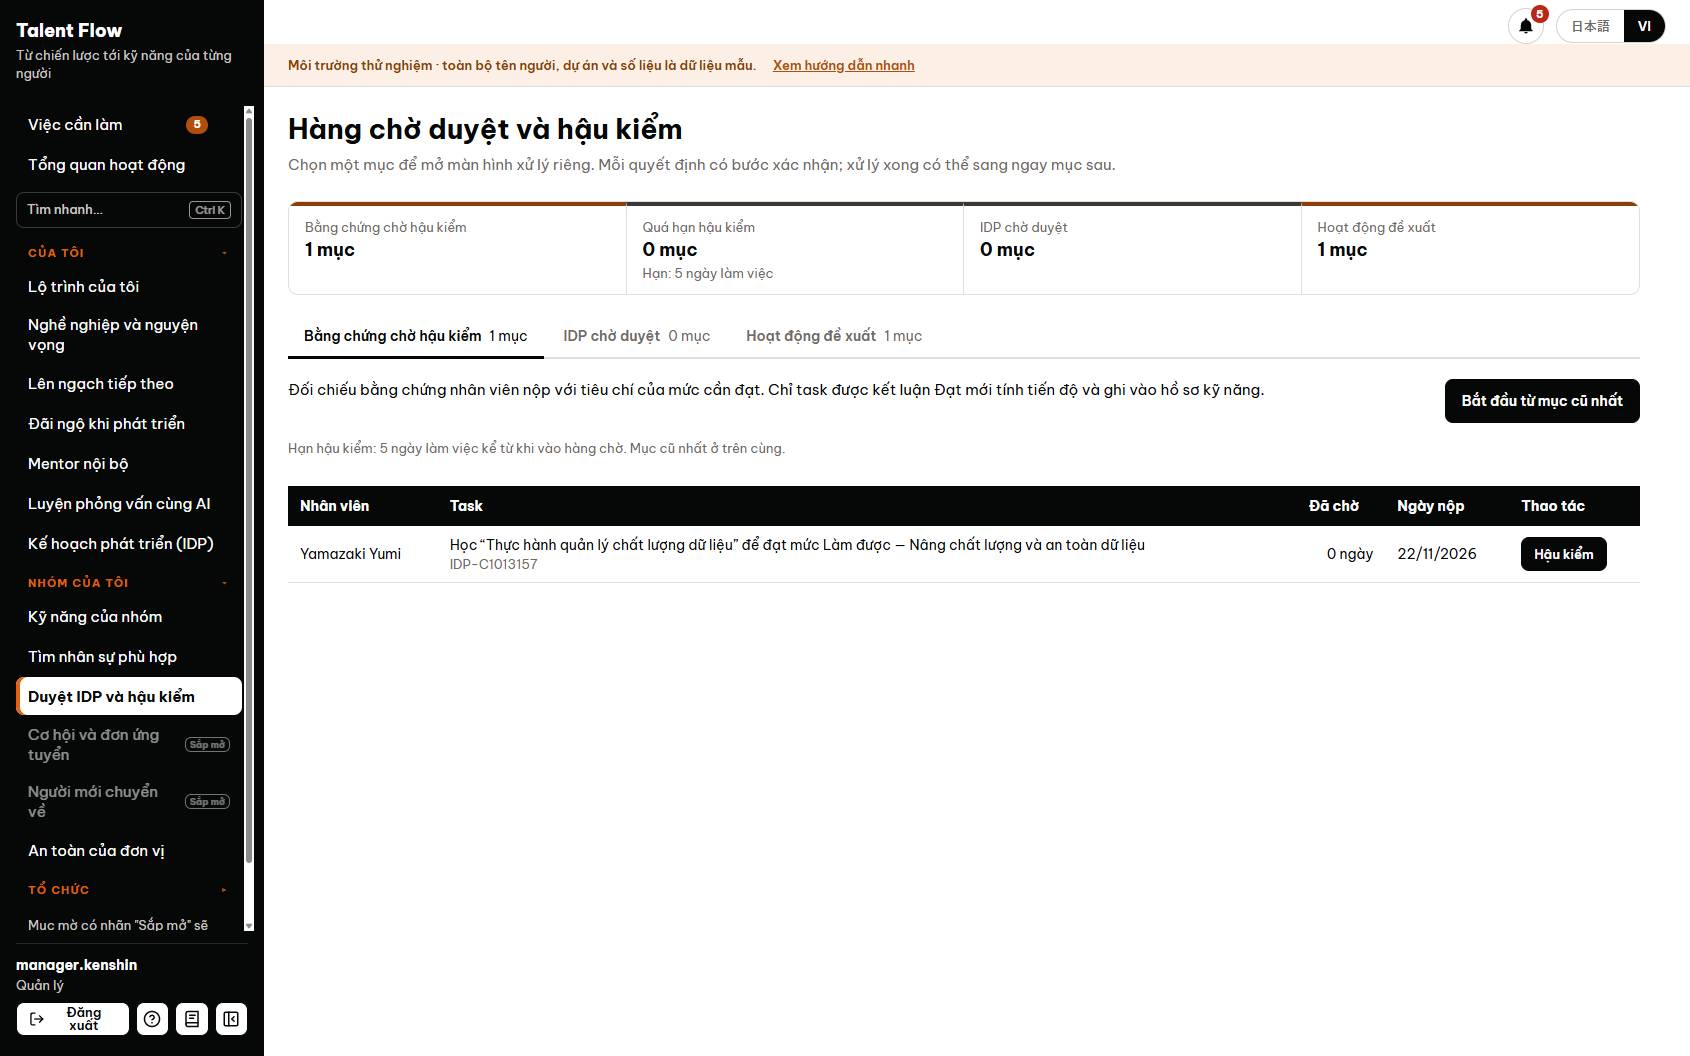 Talent Flow
Từ chiến lược tới kỹ năng của từng
người
Việc cần làm 5
Tổng quan hoạt động
Tìm nhanh... Ctrl K
CỦA TÔI
Lộ trình của tôi
Nghề nghiệp và nguyện
vọng
Lên ngạch tiếp theo
Đãi ngộ khi phát triển
Mentor nội bộ
Luyện phỏng vấn cùng AI
Kế hoạch phát triển (IDP)
NHÓM CỦA TÔI
Kỹ năng của nhóm
Tìm nhân sự phù hợp
Duyệt IDP và hậu kiểm
Cơ hội và đơn ứng
tuyển
Sắp mở
Người mới chuyển
về
Sắp mở
An toàn của đơn vị
TỔ CHỨC
Mục mờ có nhãn "Sắp mở" sẽ
manager.kenshin
Quản lý
Đăng
xuất
5
日本語 VI
Môi trường thử nghiệm · toàn bộ tên người, dự án và số liệu là dữ liệu mẫu. Xem hướng dẫn nhanh
Hàng chờ duyệt và hậu kiểm
Chọn một mục để mở màn hình xử lý riêng. Mỗi quyết định có bước xác nhận; xử lý xong có thể sang ngay mục sau.
Bằng chứng chờ hậu kiểm
1 mục
Quá hạn hậu kiểm
0 mục
Hạn: 5 ngày làm việc
IDP chờ duyệt
0 mục
Hoạt động đề xuất
1 mục
Bằng chứng chờ hậu kiểm 1 mục IDP chờ duyệt 0 mục Hoạt động đề xuất 1 mục
Đối chiếu bằng chứng nhân viên nộp với tiêu chí của mức cần đạt. Chỉ task được kết luận Đạt mới tính tiến độ và ghi vào hồ sơ kỹ năng.
Bắt đầu từ mục cũ nhất
Hạn hậu kiểm: 5 ngày làm việc kể từ khi vào hàng chờ. Mục cũ nhất ở trên cùng.
Nhân viên Task Đã chờ Ngày nộp Thao tác
Yamazaki Yumi
Học “Thực hành quản lý chất lượng dữ liệu” để đạt mức Làm được — Nâng chất lượng và an toàn dữ liệu
IDP-C1013157
0 ngày 22/11/2026 Hậu kiểm